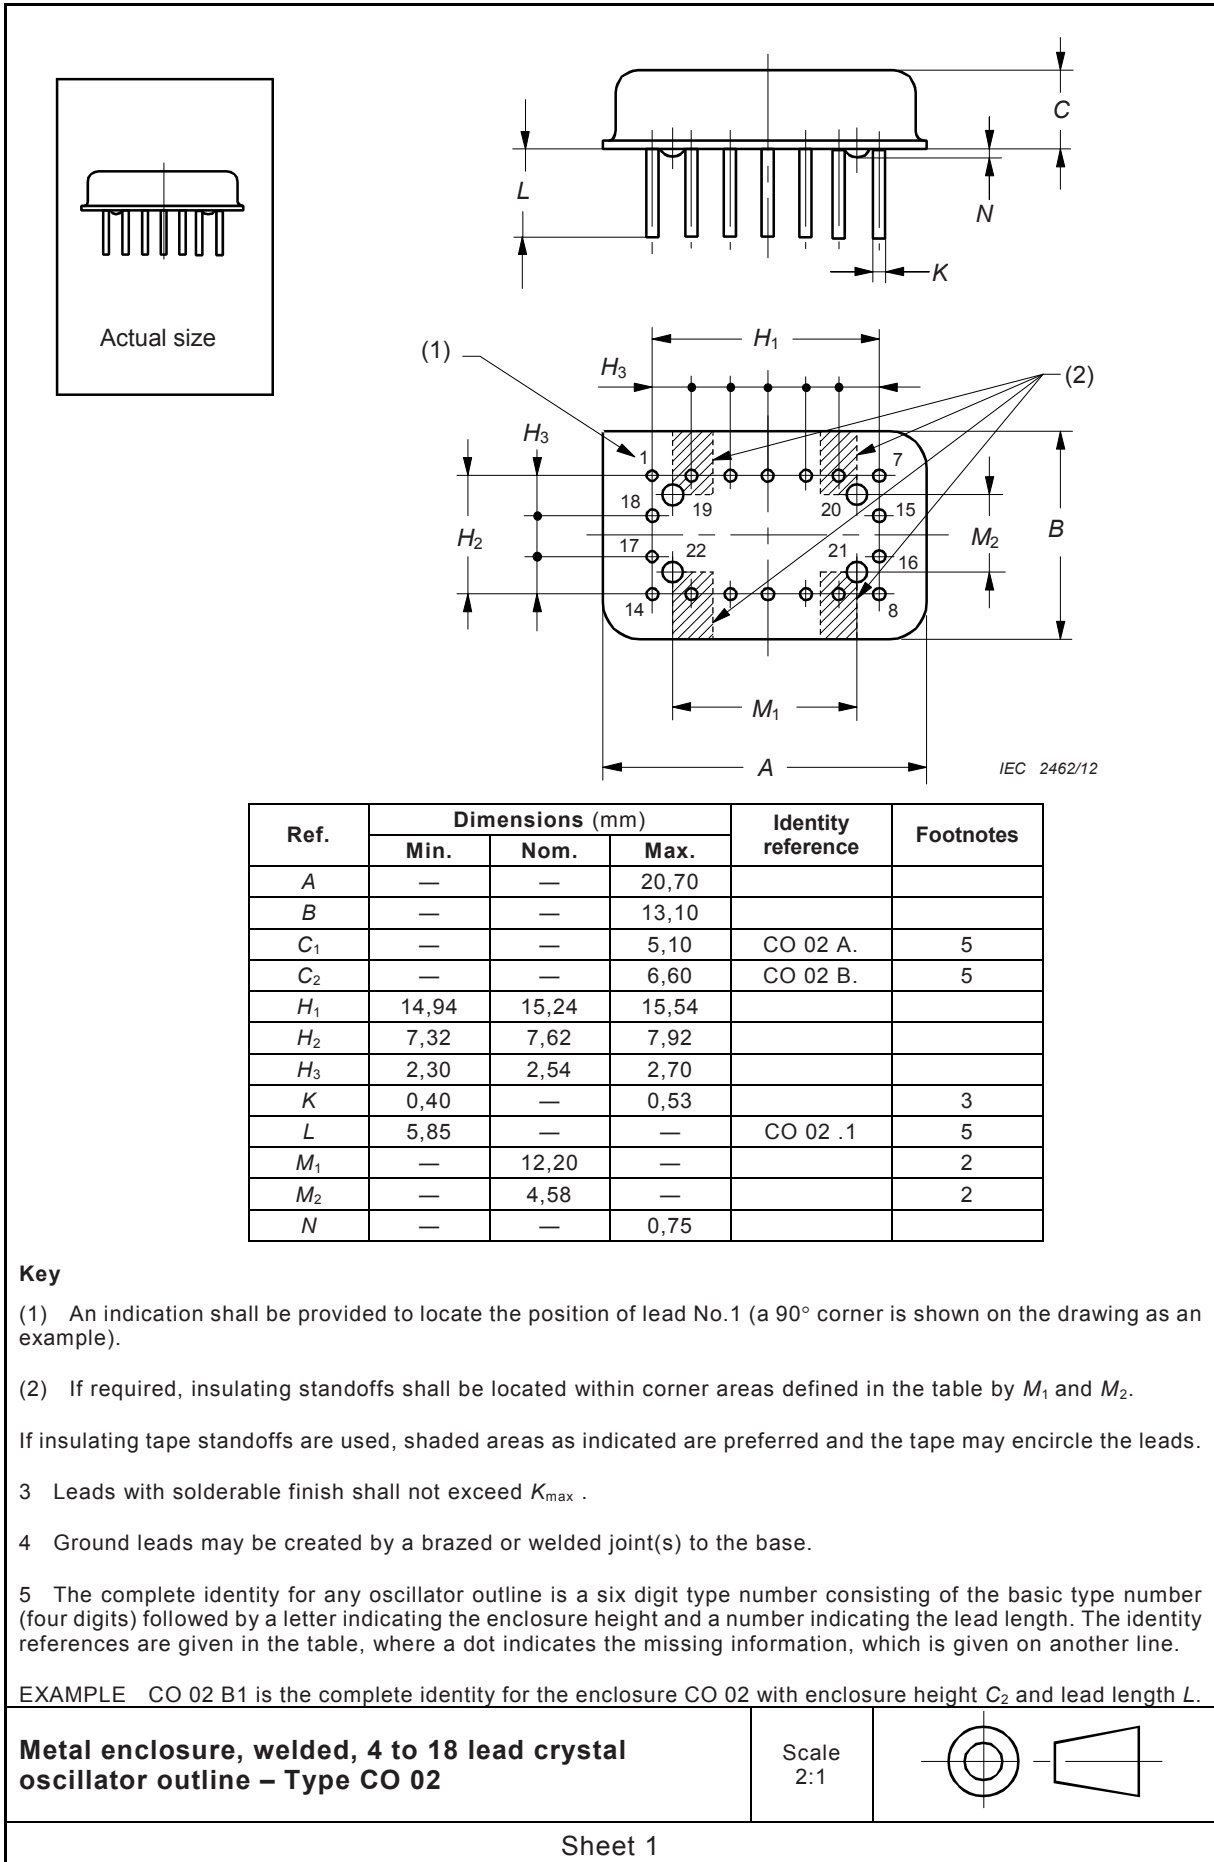 Actual size
C
L
N
K
(1)
H1
H3
(2)
H3
1
7
18
19
20
15
H2
M2
B
17
22
21
16
14
8
M1
A
IEC 2462/12
Ref. Dimensions (mm) Identity reference Footnotes
Min. Nom. Max.
A — — 20,70
B — — 13,10
C1 — — 5,10 CO 02 A. 5
C2 — — 6,60 CO 02 B. 5
H1 14,94 15,24 15,54
H2 7,32 7,62 7,92
H3 2,30 2,54 2,70
K 0,40 — 0,53 3
L 5,85 — — CO 02 .1 5
M1 — 12,20 — 2
M2 — 4,58 — 2
N — — 0,75
Key
(1) An indication shall be provided to locate the position of lead No.1 (a 90° corner is shown on the drawing as an
example).
(2) If required, insulating standoffs shall be located within corner areas defined in the table by M1 and M2.
If insulating tape standoffs are used, shaded areas as indicated are preferred and the tape may encircle the leads.
3 Leads with solderable finish shall not exceed Kmax .
4 Ground leads may be created by a brazed or welded joint(s) to the base.
5 The complete identity for any oscillator outline is a six digit type number consisting of the basic type number
(four digits) followed by a letter indicating the enclosure height and a number indicating the lead length. The identity
references are given in the table, where a dot indicates the missing information, which is given on another line.
EXAMPLE CO 02 B1 is the complete identity for the enclosure CO 02 with enclosure height C2 and lead length L.
Metal enclosure, welded, 4 to 18 lead crystal
oscillator outline – Type CO 02
Scale
2:1
Sheet 1